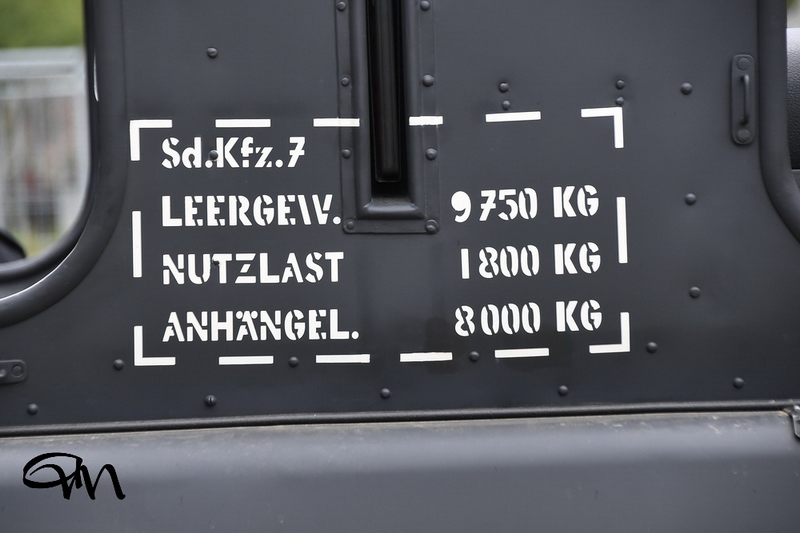 Sd.Kfz.7
LEERGEW. 9750 KG
NUTZLAST 1800 KG
ANHÄNGEL. 8000 KG